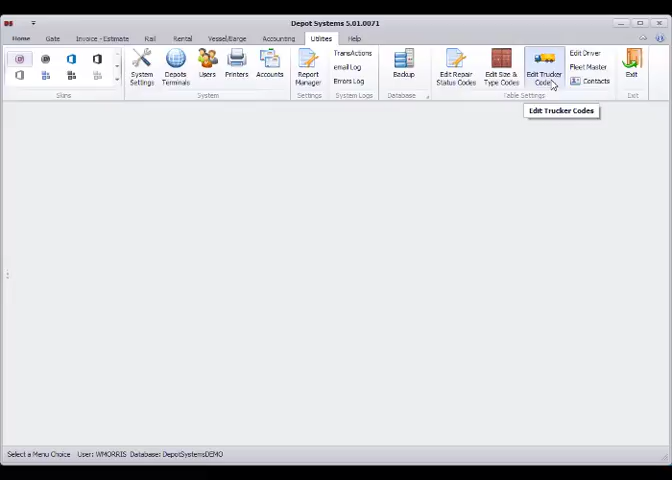 DS
Depot Systems 5.01.0071
Home Gate Invoice - Estimate Rail Rental Vessel/Barge Accounting Utilities Help
System Settings
Depots Terminals
Users
Printers
Accounts
Report Manager
TransActions
email Log
Errors Log
Backup
Edit Repair Status Codes
Edit Size & Type Codes
Edit Trucker Codes
Edit Driver
Fleet Master
Contacts
Exit
Skins System Settings System Logs Database Table Settings Exit
Edit Trucker Codes
Select a Menu Choice User: WMORRIS Database: DepotSystemsDEMO